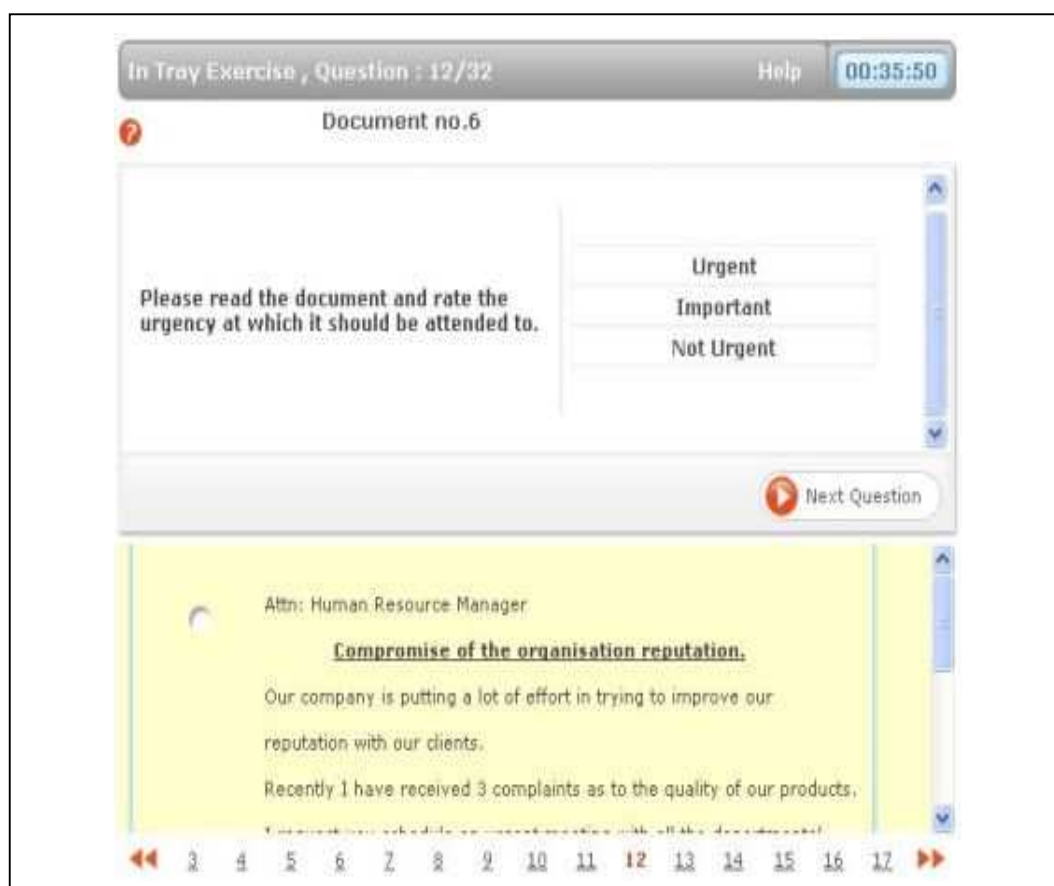 In Tray Exercise , Question : 12/32 Help 00:35:50
? Document no.6
Please read the document and rate the
urgency at which it should be attended to.
Urgent
Important
Not Urgent
Next Question
Attn: Human Resource Manager
Compromise of the organisation reputation.
Our company is putting a lot of effort in trying to improve our
reputation with our clients.
Recently I have received 3 complaints as to the quality of our products.
3 4 5 6 7 8 9 10 11 12 13 14 15 16 17